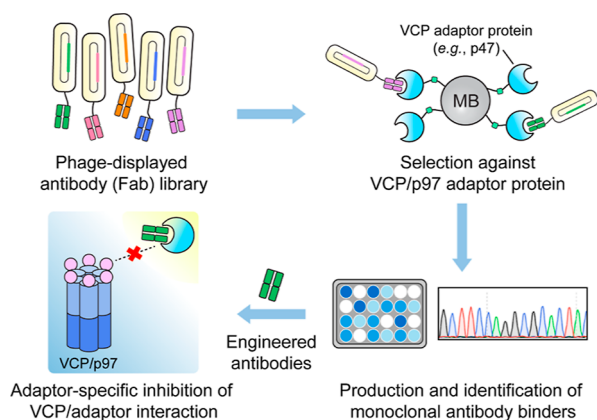 Phage-displayed
antibody (Fab) library
VCP adaptor protein
(e.g., p47)
MB
Selection against
VCP/p97 adaptor protein
VCP/p97
Adaptor-specific inhibition of
VCP/adaptor interaction
Engineered
antibodies
Production and identification of
monoclonal antibody binders